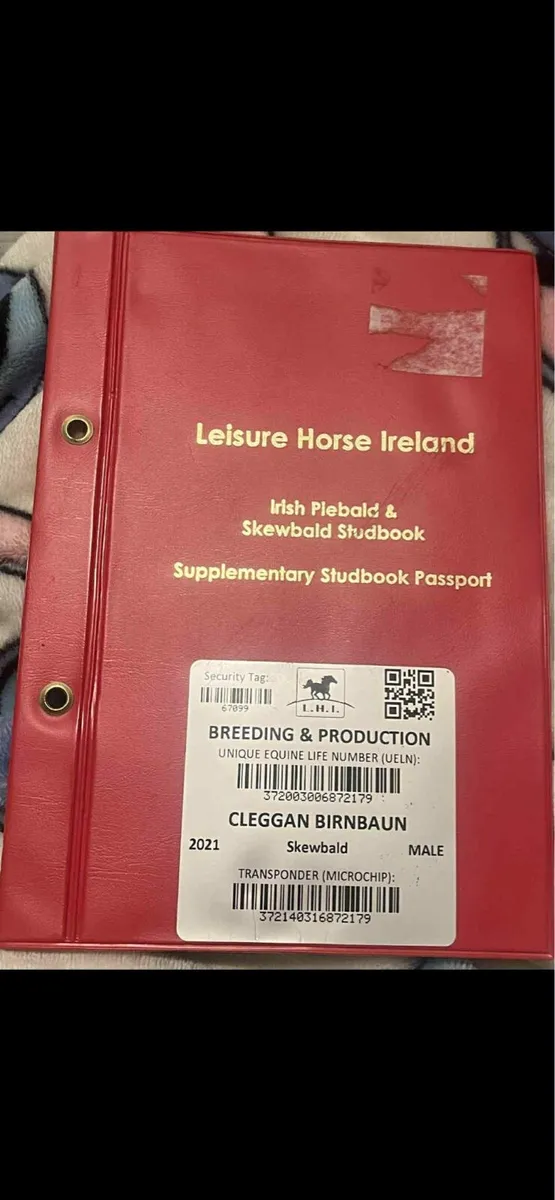 Leisure Horse Ireland
Irish Piebald &
Skewbald Studbook
Supplementary Studbook Passport
Security Tag:
67099
L.H.I.
BREEDING & PRODUCTION
UNIQUE EQUINE LIFE NUMBER (UELN):
372003006872179
CLEGGAN BIRNBAUN
2021 Skewbald MALE
TRANSPONDER (MICROCHIP):
372140316872179